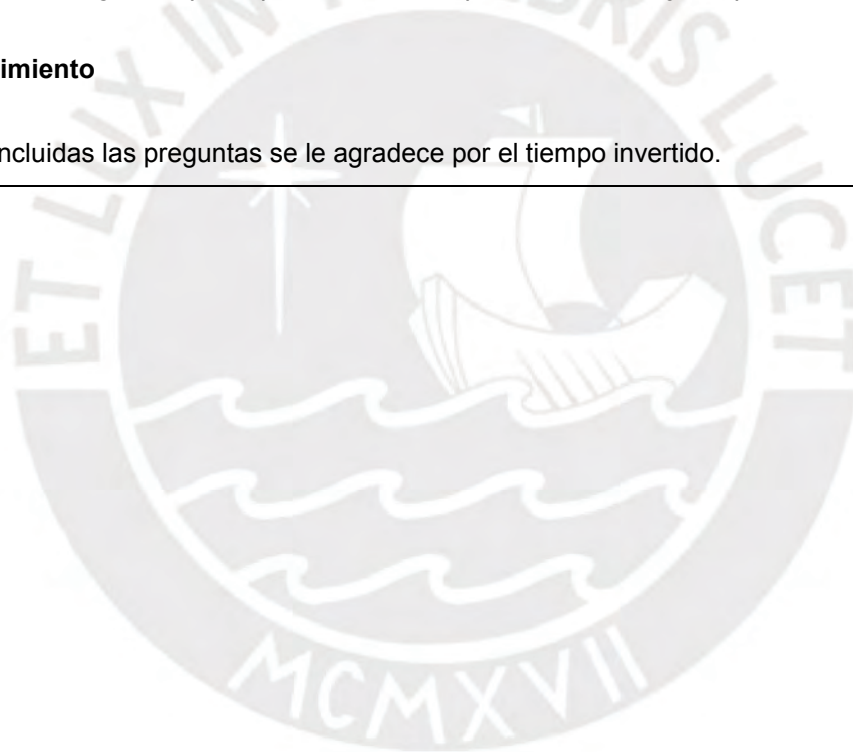 imiento
ncluidas las preguntas se le agradece por el tiempo invertido.
ET LUX IN TENEBRIS LUCET
MCMXVII